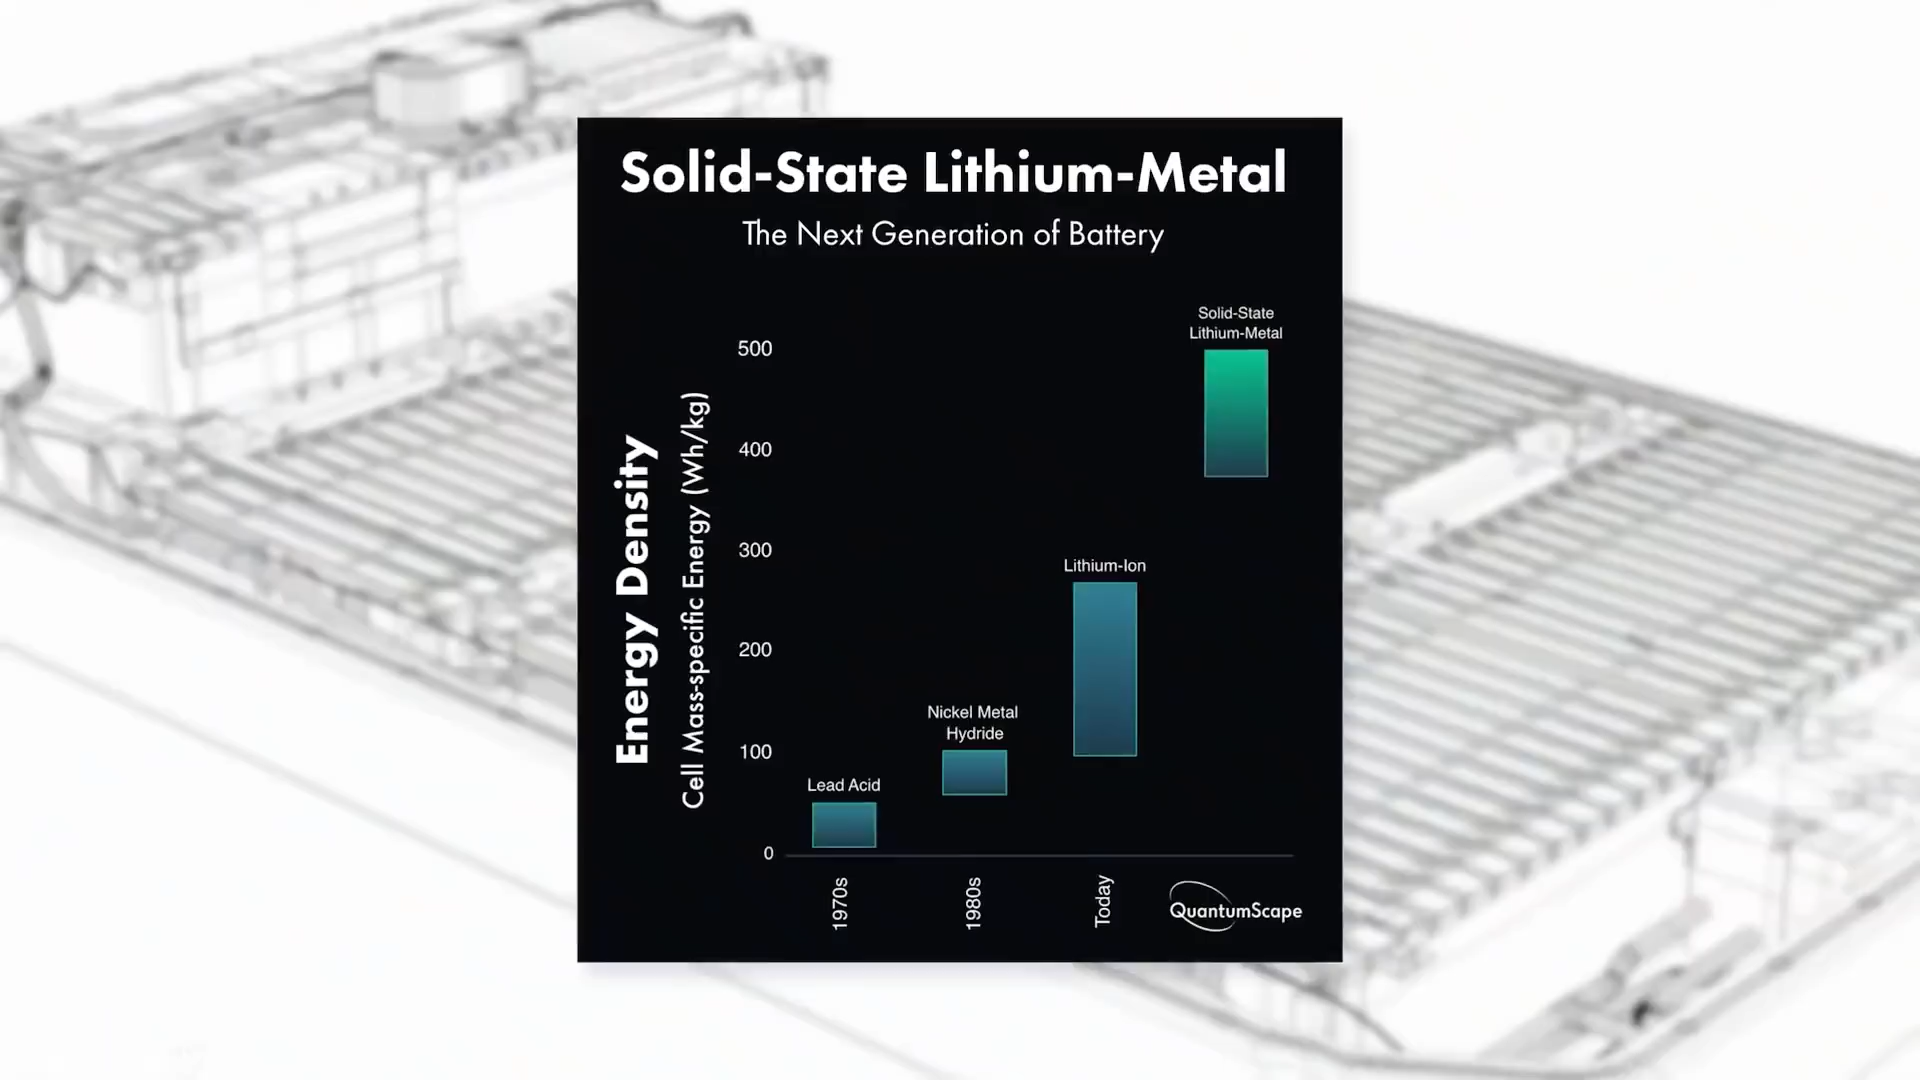 Solid-State Lithium-Metal
The Next Generation of Battery
Energy Density
Cell Mass-specific Energy (Wh/kg)
500
400
300
200
100
0
Lead Acid
Nickel Metal
Hydride
Lithium-Ion
Solid-State
Lithium-Metal
1970s
1980s
Today
QuantumScape